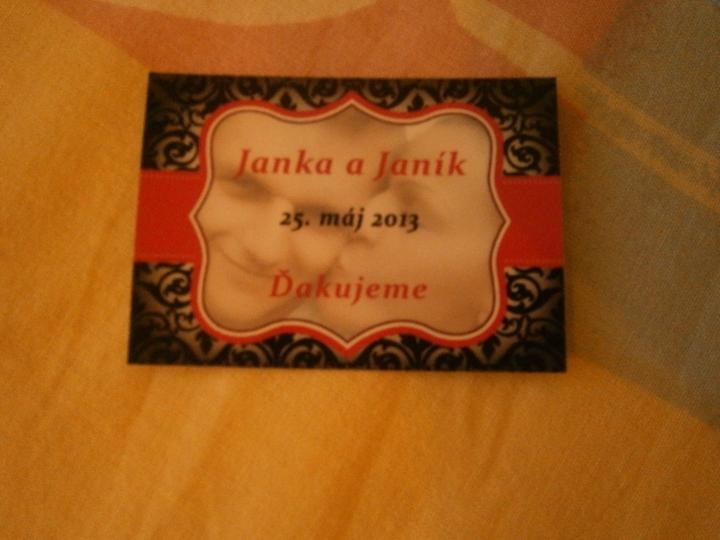 Janka a Janík
25. máj 2013
Ďakujeme